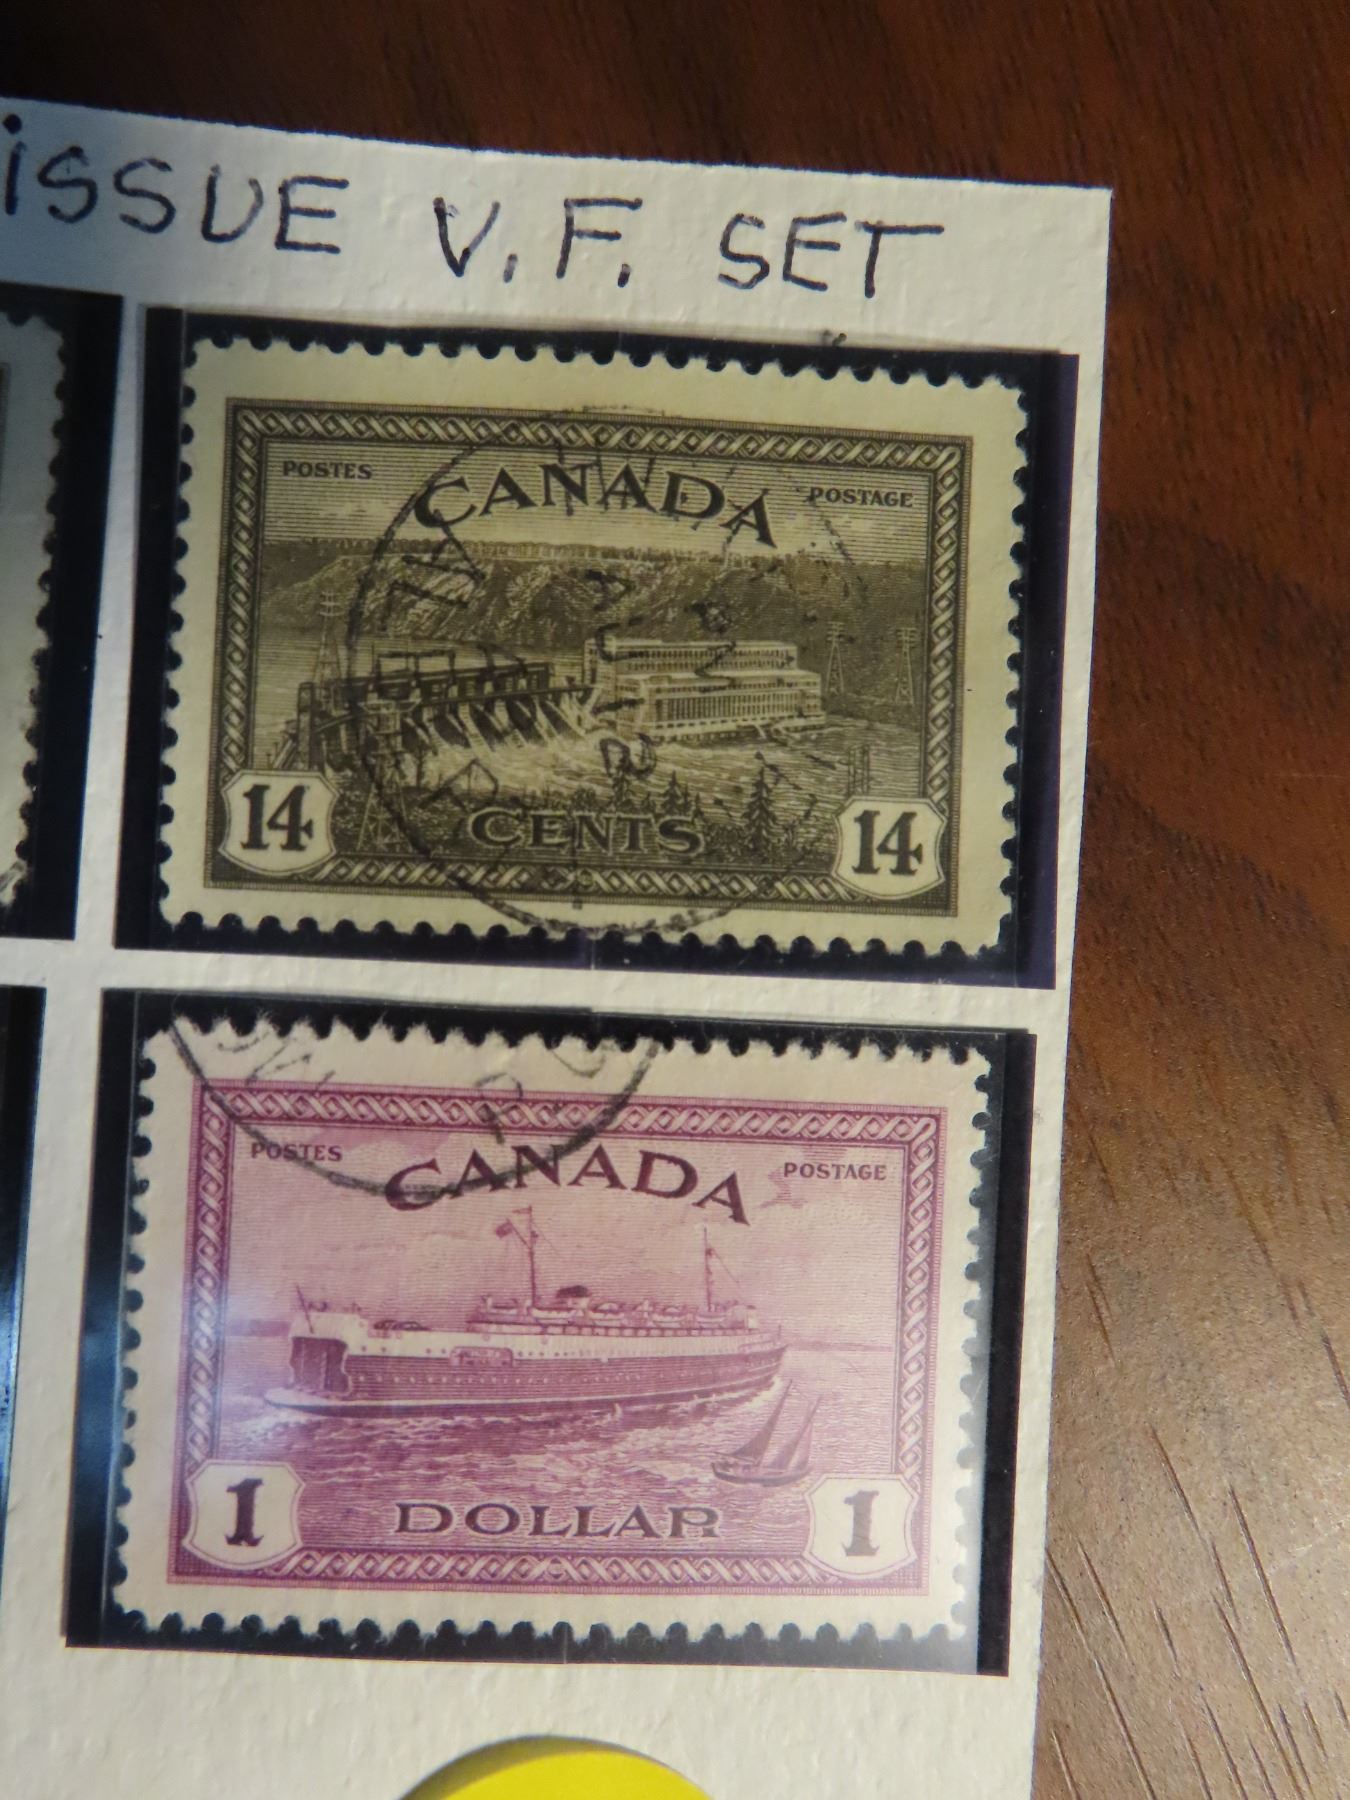 ISSUE V.F. SET
POSTES CANADA POSTAGE
14 CENTS 14
POSTES CANADA POSTAGE
1 DOLLAR 1